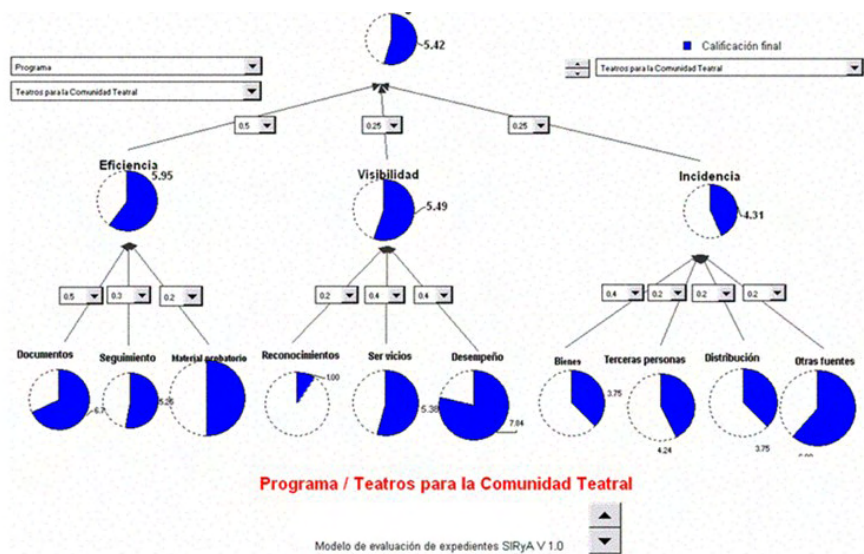 5.42
Calificación final
Programa
Teatros para la Comunidad Teatral
Teatros para la Comunidad Teatral
0.5
0.25
0.25
Eficiencia
5.95
Visibilidad
5.49
Incidencia
4.31
0.5
0.3
0.2
0.2
0.4
0.4
0.4
0.2
0.2
0.2
Documentos
Seguimiento
Material probatorio
Reconocimientos
Servicios
Desempeño
Bienes
Terceras personas
Distribución
Otras fuentes
1.00
5.38
7.84
3.75
4.24
3.75
Programa / Teatros para la Comunidad Teatral
Modelo de evaluación de expedientes SIRyA V 1.0